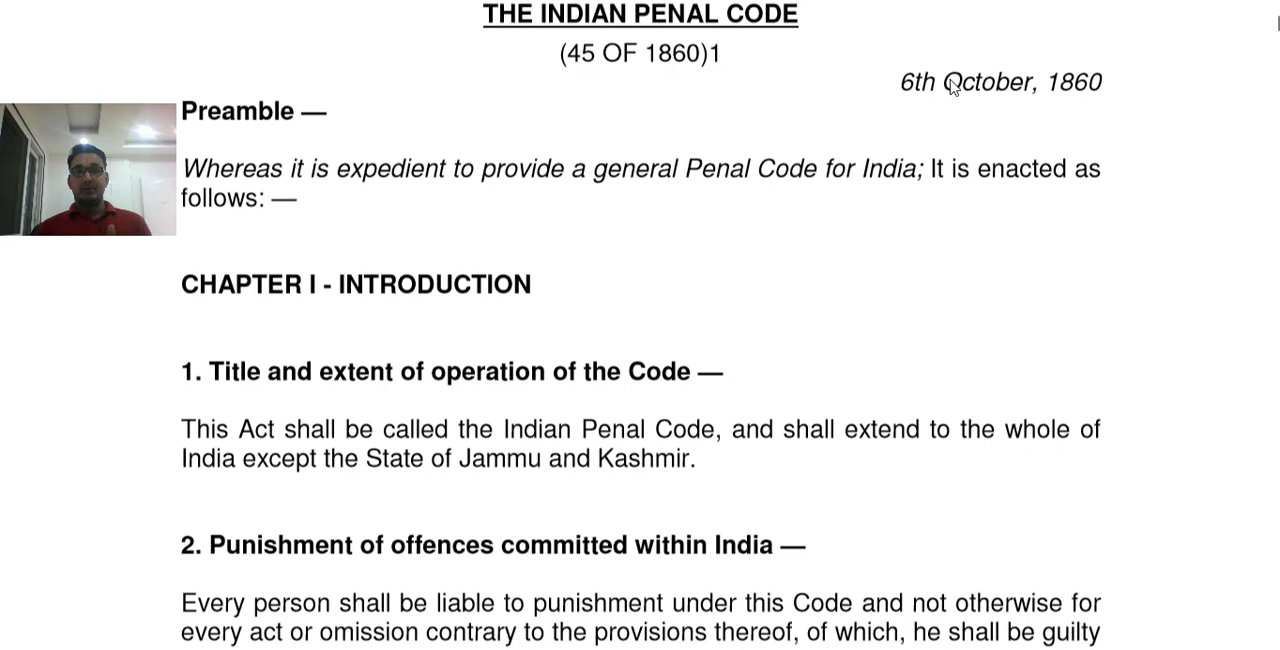 THE INDIAN PENAL CODE
(45 OF 1860)1
6th October, 1860
Preamble —
Whereas it is expedient to provide a general Penal Code for India; It is enacted as
follows: —
CHAPTER I - INTRODUCTION
1. Title and extent of operation of the Code —
This Act shall be called the Indian Penal Code, and shall extend to the whole of
India except the State of Jammu and Kashmir.
2. Punishment of offences committed within India —
Every person shall be liable to punishment under this Code and not otherwise for
every act or omission contrary to the provisions thereof, of which, he shall be guilty